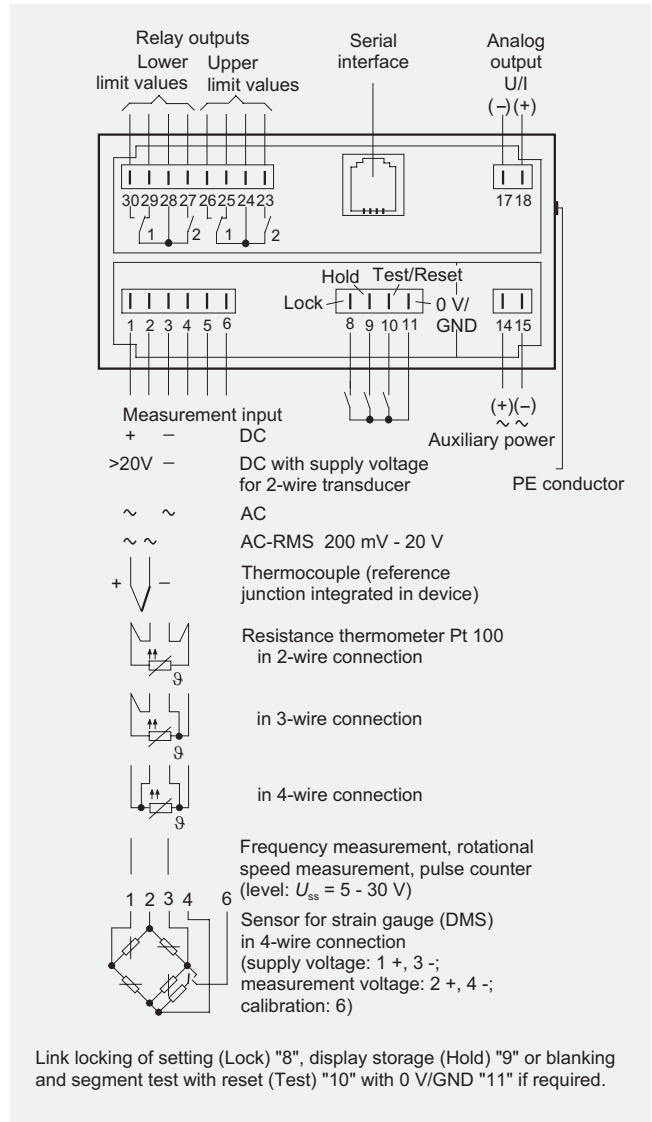 Relay outputs
Lower limit values
Upper limit values
Serial interface
Analog output U/I
(−)(+)
30 29 28 27 26 25 24 23
17 18
1 2 1 2
Hold Test/Reset
Lock
0 V/
GND
1 2 3 4 5 6
8 9 10 11
14 15
(+)(−)
~ ~
Auxiliary power
PE conductor
Measurement input
+ − DC
>20V − DC with supply voltage
for 2-wire transducer
~ ~ AC
~ ~ AC-RMS 200 mV - 20 V
+ − Thermocouple (reference
junction integrated in device)
Resistance thermometer Pt 100
in 2-wire connection
ϑ
in 3-wire connection
ϑ
in 4-wire connection
ϑ
Frequency measurement, rotational
speed measurement, pulse counter
(level: Uss = 5 - 30 V)
1 2 3 4 6
Sensor for strain gauge (DMS)
in 4-wire connection
(supply voltage: 1 +, 3 -;
measurement voltage: 2 +, 4 -;
calibration: 6)
Link locking of setting (Lock) "8", display storage (Hold) "9" or blanking
and segment test with reset (Test) "10" with 0 V/GND "11" if required.